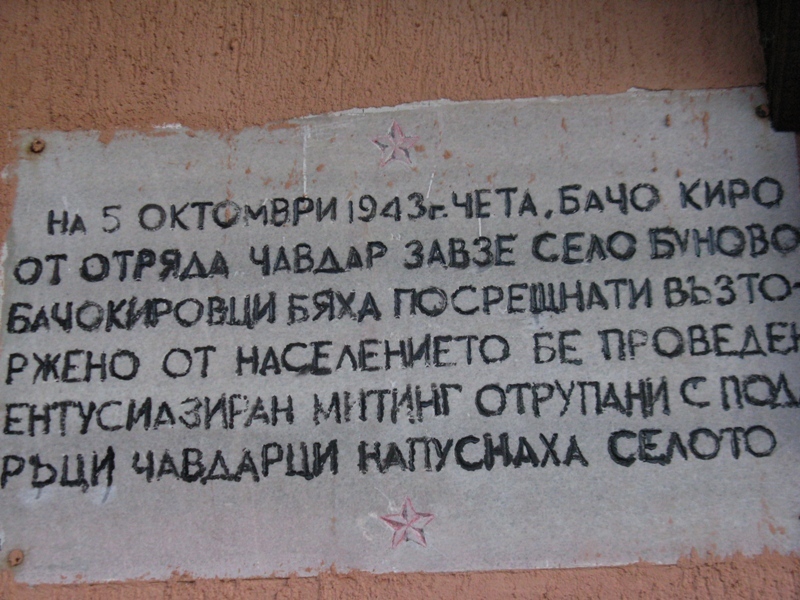 НА 5 ОКТОМВРИ 1943г. ЧЕТА „БАЧО КИРО
ОТ ОТРЯДА ЧАВДАР ЗАВЗЕ СЕЛО БУНОВО
БАЧОКИРОВЦИ БЯХА ПОСРЕЩНАТИ ВЪЗТО-
РЖЕНО ОТ НАСЕЛЕНИЕТО БЕ ПРОВЕДЕН
ЕНТУСИАЗИРАН МИТИНГ ОТРУПАНИ С ПОДА
РЪЦИ ЧАВДАРЦИ НАПУСНАХА СЕЛОТО